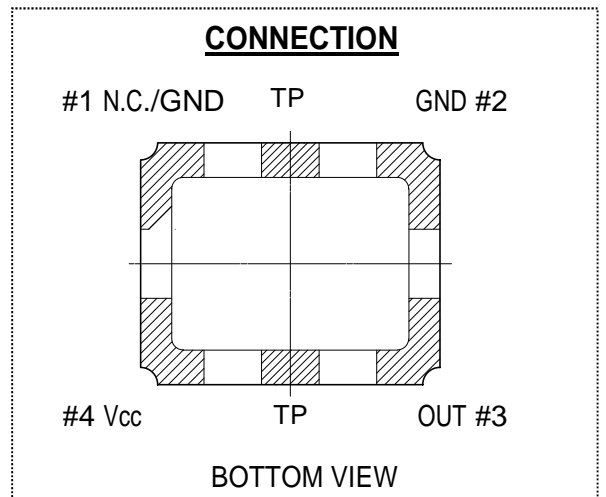 CONNECTION
#1 N.C./GND TP GND #2
#4 Vcc TP OUT #3
BOTTOM VIEW